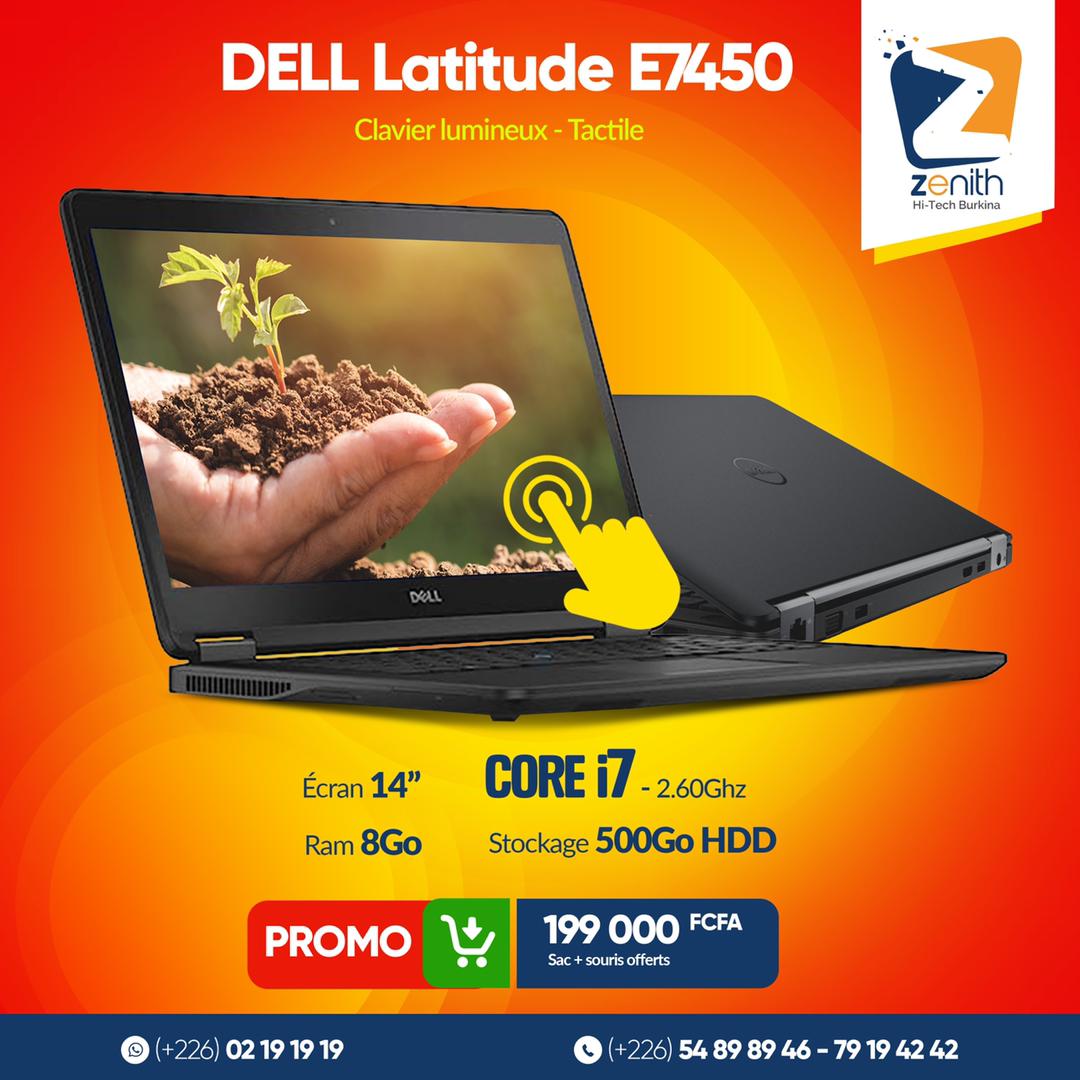 DELL Latitude E7450
Clavier lumineux - Tactile
zenith
Hi-Tech Burkina
DELL
Écran 14”
CORE i7 - 2.60Ghz
Ram 8Go
Stockage 500Go HDD
PROMO
199 000 FCFA
Sac + souris offerts
(+226) 02 19 19 19
(+226) 54 89 89 46 - 79 19 42 42